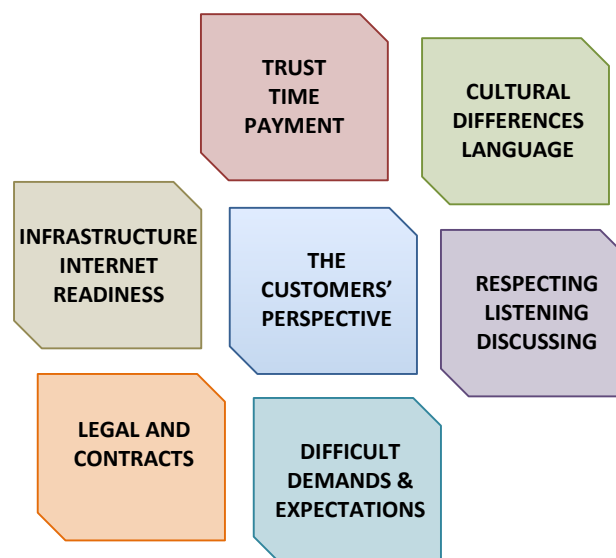 TRUST
TIME
PAYMENT
CULTURAL
DIFFERENCES
LANGUAGE
INFRASTRUCTURE
INTERNET
READINESS
THE
CUSTOMERS’
PERSPECTIVE
RESPECTING
LISTENING
DISCUSSING
LEGAL AND
CONTRACTS
DIFFICULT
DEMANDS &
EXPECTATIONS